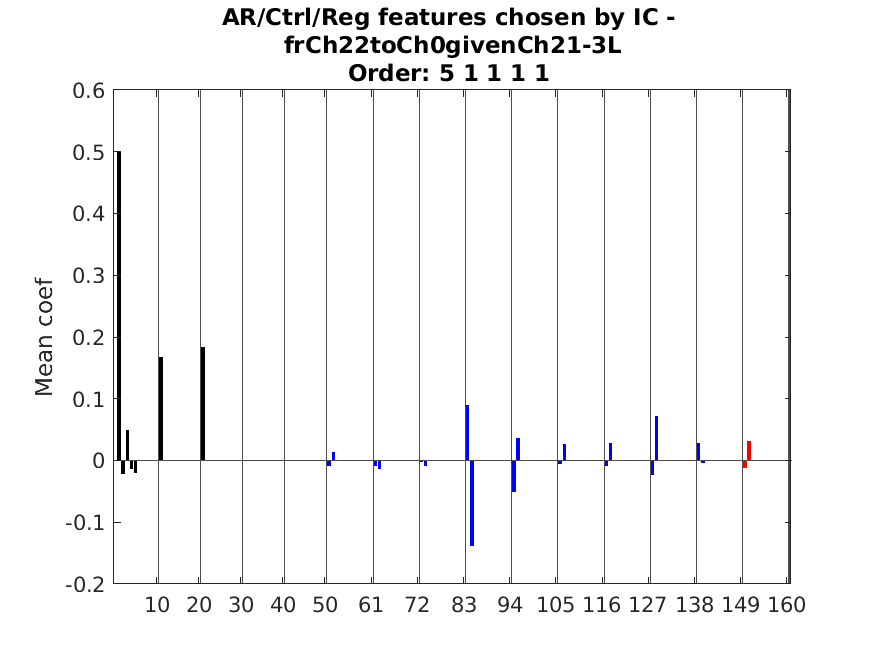 AR/Ctrl/Reg features chosen by IC -
frCh22toCh0givenCh21-3L
Order: 5 1 1 1 1
0.6
0.5
0.4
0.3
0.2
0.1
0
-0.1
-0.2
Mean coef
10 20 30 40 50 61 72 83 94 105 116 127 138 149 160